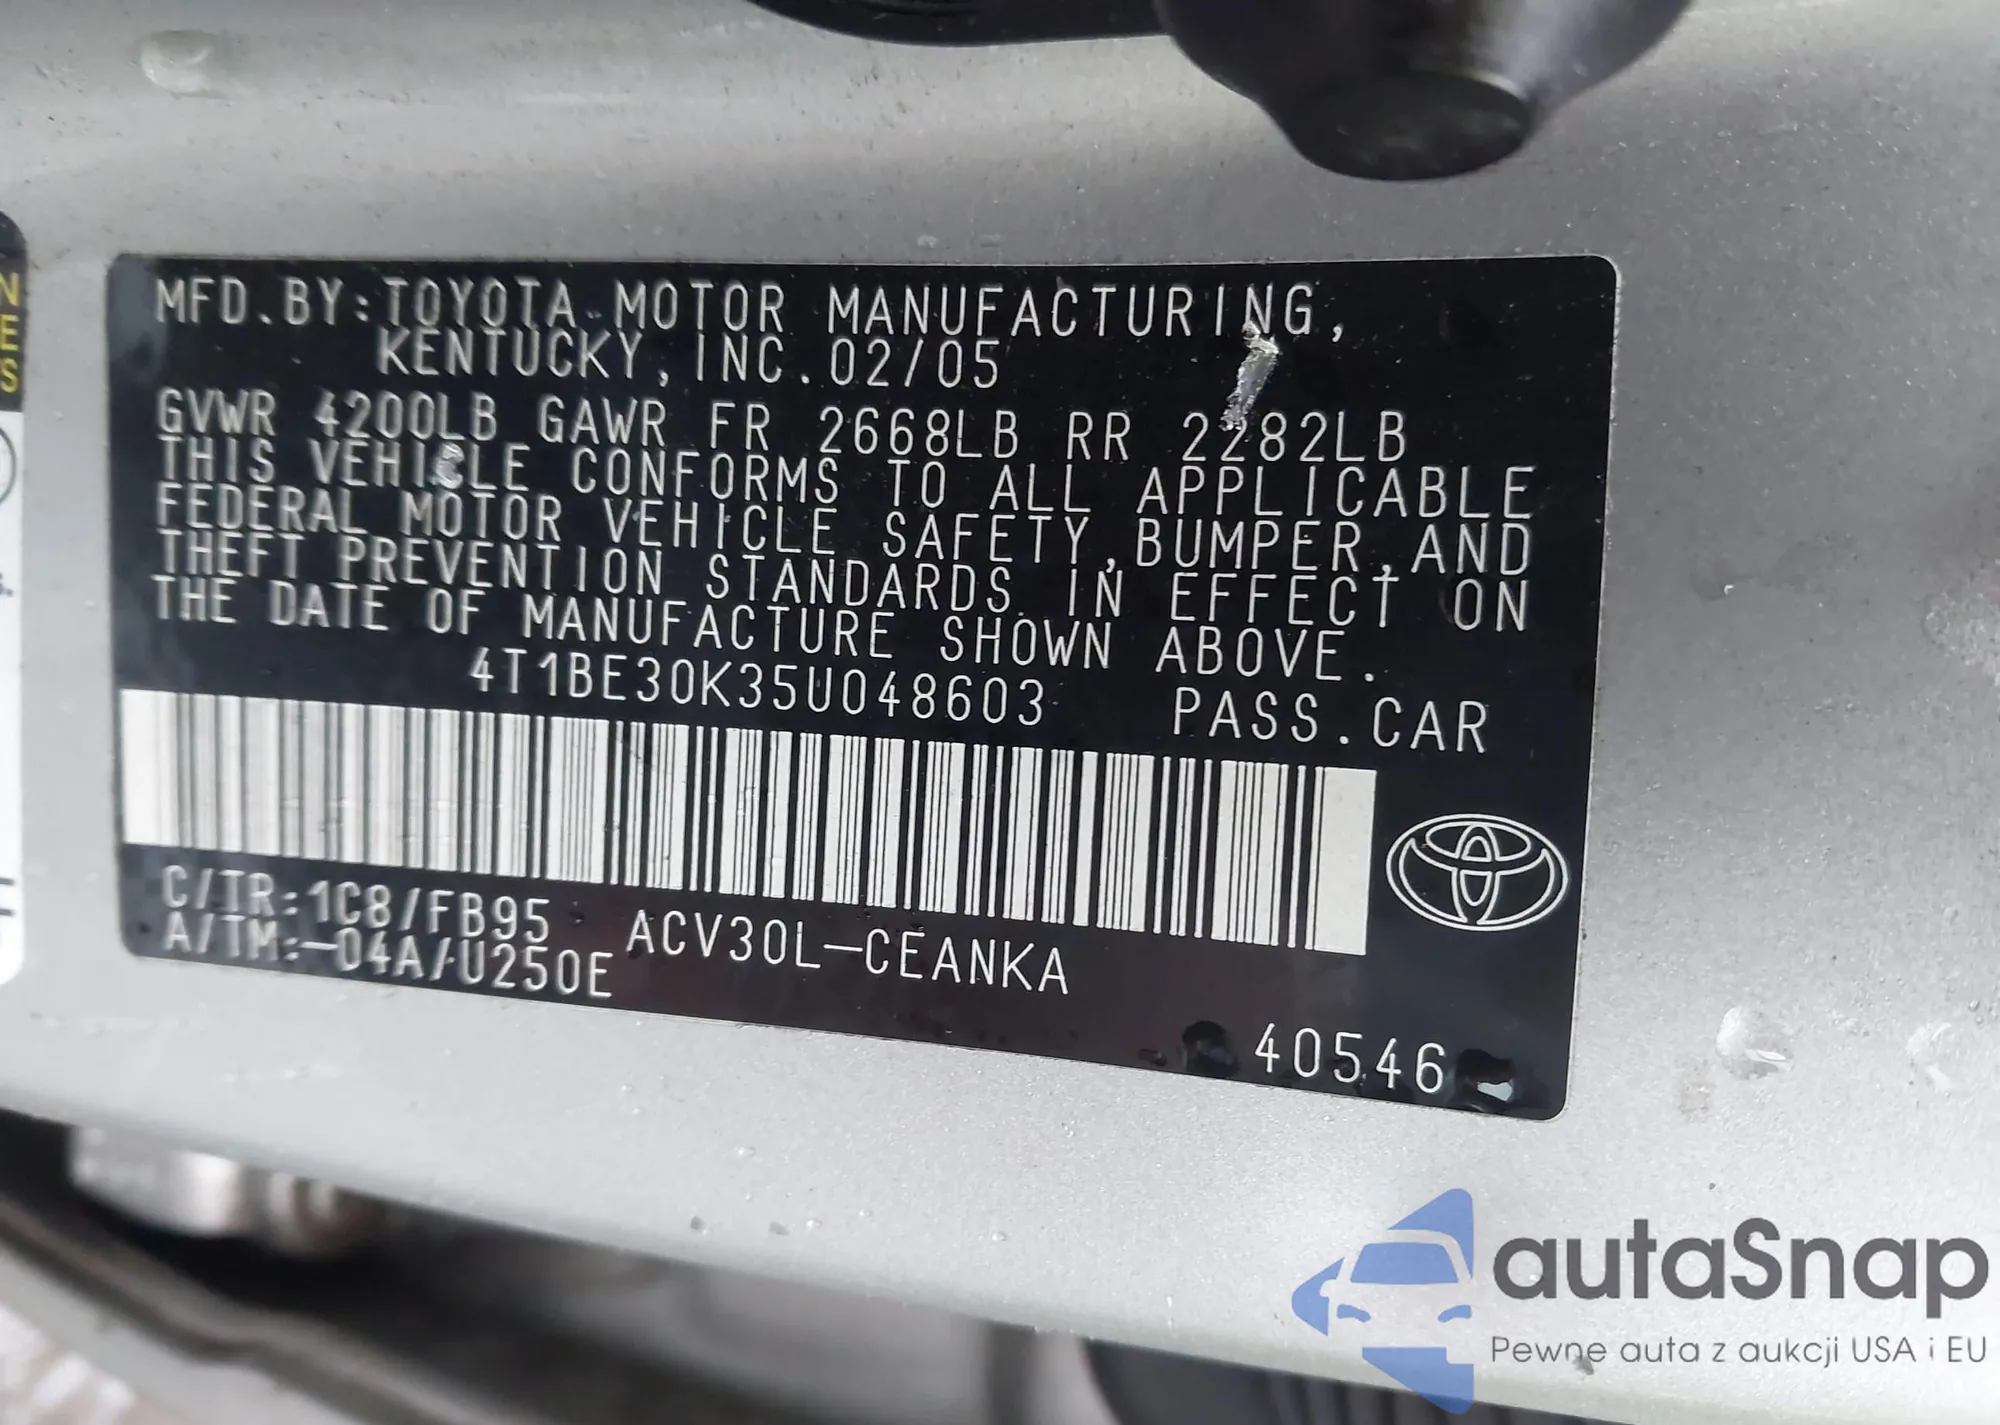 MFD.BY:TOYOTA MOTOR MANUFACTURING,
KENTUCKY, INC.02/05
GVWR 4200LB GAWR FR 2668LB RR 2282LB
THIS VEHICLE CONFORMS TO ALL APPLICABLE
FEDERAL MOTOR VEHICLE SAFETY,BUMPER,AND
THEFT PREVENTION STANDARDS IN EFFECT ON
THE DATE OF MANUFACTURE SHOWN ABOVE.
4T1BE30K35U048603 PASS.CAR
C/TR:1C8/FB95 ACV30L-CEANKA
A/TM:-04A/U250E
40546
N
E
S
autaSnap
Pewne auta z aukcji USA i EU